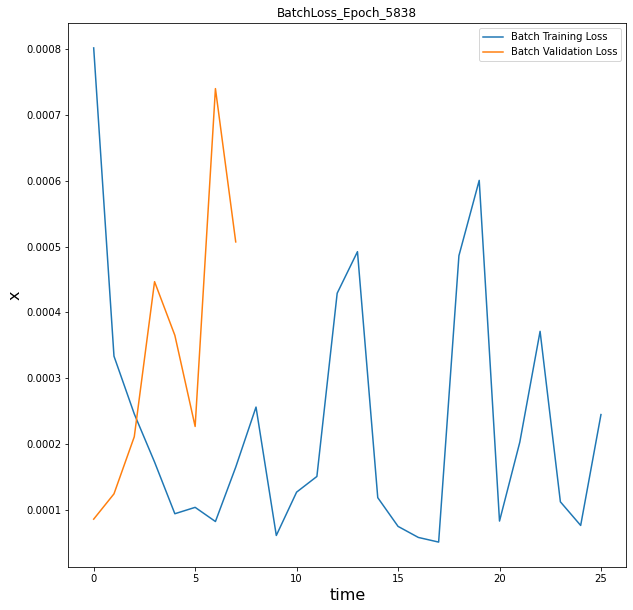 BatchLoss_Epoch_5838
Batch Training Loss
Batch Validation Loss
0.0008
0.0007
0.0006
0.0005
0.0004
0.0003
0.0002
0.0001
x
0
5
10
15
20
25
time